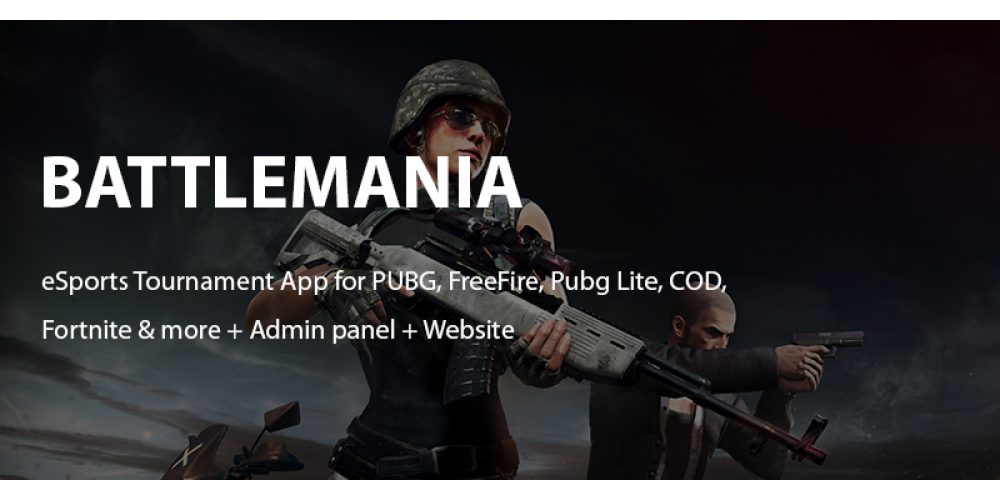 BATTLEMANIA
eSports Tournament App for PUBG, FreeFire, Pubg Lite, COD,
Fortnite & more + Admin panel + Website